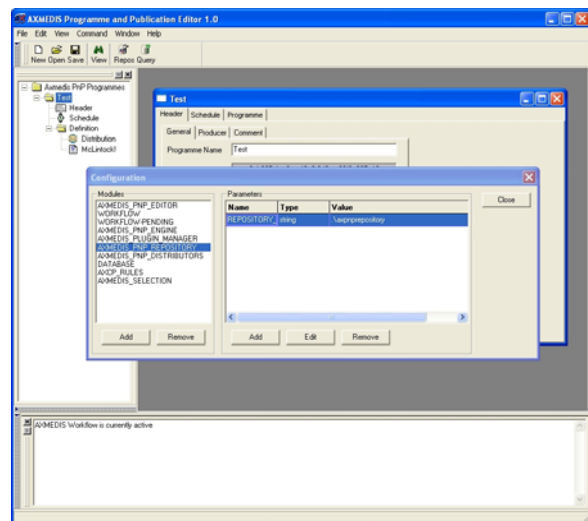 AXMEDIS Programme and Publication Editor 1.0
File Edit View Command Window Help
New Open Save View Repos Query
Axmedis PnP Programmes
Test
Header
Schedule
Definition
Distribution
McLintock!
Test
Header Schedule Programme
General Producer Comment
Programme Name Test
Configuration
Modules
AXMEDIS_PNP_EDITOR
WORKFLOW
WORKFLOW-PENDING
AXMEDIS_PNP_ENGINE
AXMEDIS_PLUGIN_MANAGER
AXMEDIS_PNP_REPOSITORY
AXMEDIS_PNP_DISTRIBUTORS
DATABASE
AXCP_RULES
AXMEDIS_SELECTION
Add Remove
Parameters
Name Type Value
REPOSITORY_ string .\axpnprepository
Add Edit Remove
Close
AXMEDIS Workflow is currently active